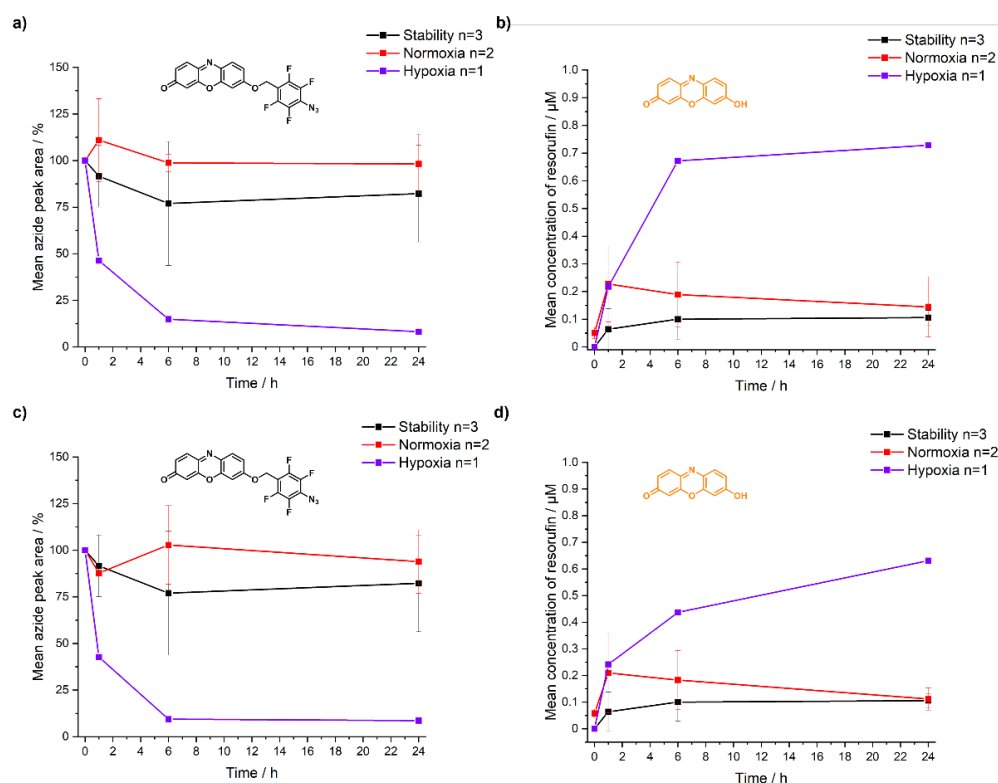 a)
Stability n=3
Normoxia n=2
Hypoxia n=1
Mean azide peak area / %
150
125
100
75
50
25
0
0 2 4 6 8 10 12 14 16 18 20 22 24
Time / h
N
O O O
F F F F
N₃
b)
Stability n=3
Normoxia n=2
Hypoxia n=1
Mean concentration of resorufin / µM
1.0
0.9
0.8
0.7
0.6
0.5
0.4
0.3
0.2
0.1
0
0 2 4 6 8 10 12 14 16 18 20 22 24
Time / h
N
O O OH
c)
Stability n=3
Normoxia n=2
Hypoxia n=1
Mean azide peak area / %
150
125
100
75
50
25
0
0 2 4 6 8 10 12 14 16 18 20 22 24
Time / h
N
O O O
F F F F
N₃
d)
Stability n=3
Normoxia n=2
Hypoxia n=1
Mean concentration of resorufin / µM
1.0
0.9
0.8
0.7
0.6
0.5
0.4
0.3
0.2
0.1
0
0 2 4 6 8 10 12 14 16 18 20 22 24
Time / h
N
O O OH